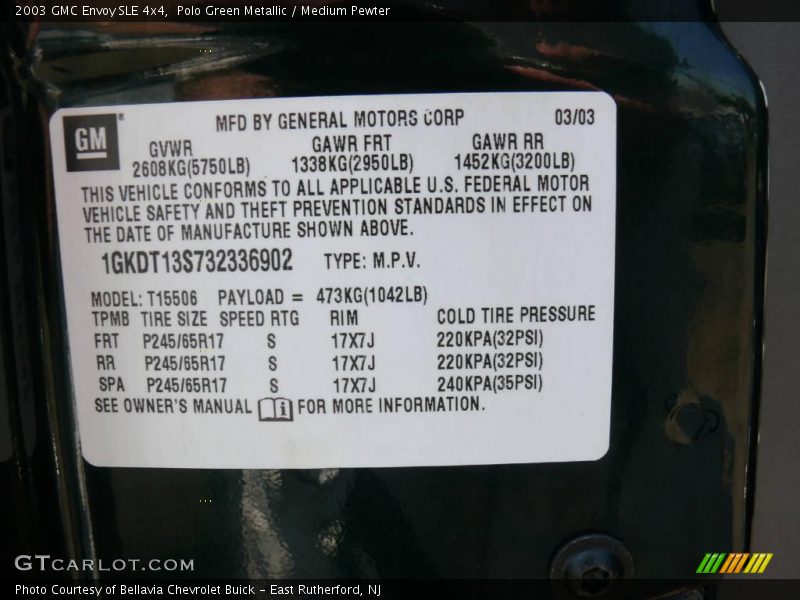 2003 GMC Envoy SLE 4x4,  Polo Green Metallic / Medium Pewter
GM
MFD BY GENERAL MOTORS CORP 03/03
GVWR GAWR FRT GAWR RR
2608KG(5750LB) 1338KG(2950LB) 1452KG(3200LB)
THIS VEHICLE CONFORMS TO ALL APPLICABLE U.S. FEDERAL MOTOR
VEHICLE SAFETY AND THEFT PREVENTION STANDARDS IN EFFECT ON
THE DATE OF MANUFACTURE SHOWN ABOVE.
1GKDT13S732336902 TYPE: M.P.V.
MODEL: T15506 PAYLOAD = 473KG(1042LB)
TPMB TIRE SIZE SPEED RTG RIM COLD TIRE PRESSURE
FRT P245/65R17 S 17X7J 220KPA(32PSI)
RR P245/65R17 S 17X7J 220KPA(32PSI)
SPA P245/65R17 S 17X7J 240KPA(35PSI)
SEE OWNER'S MANUAL FOR MORE INFORMATION.
GTCARLOT.COM
Photo Courtesy of Bellavia Chevrolet Buick - East Rutherford, NJ